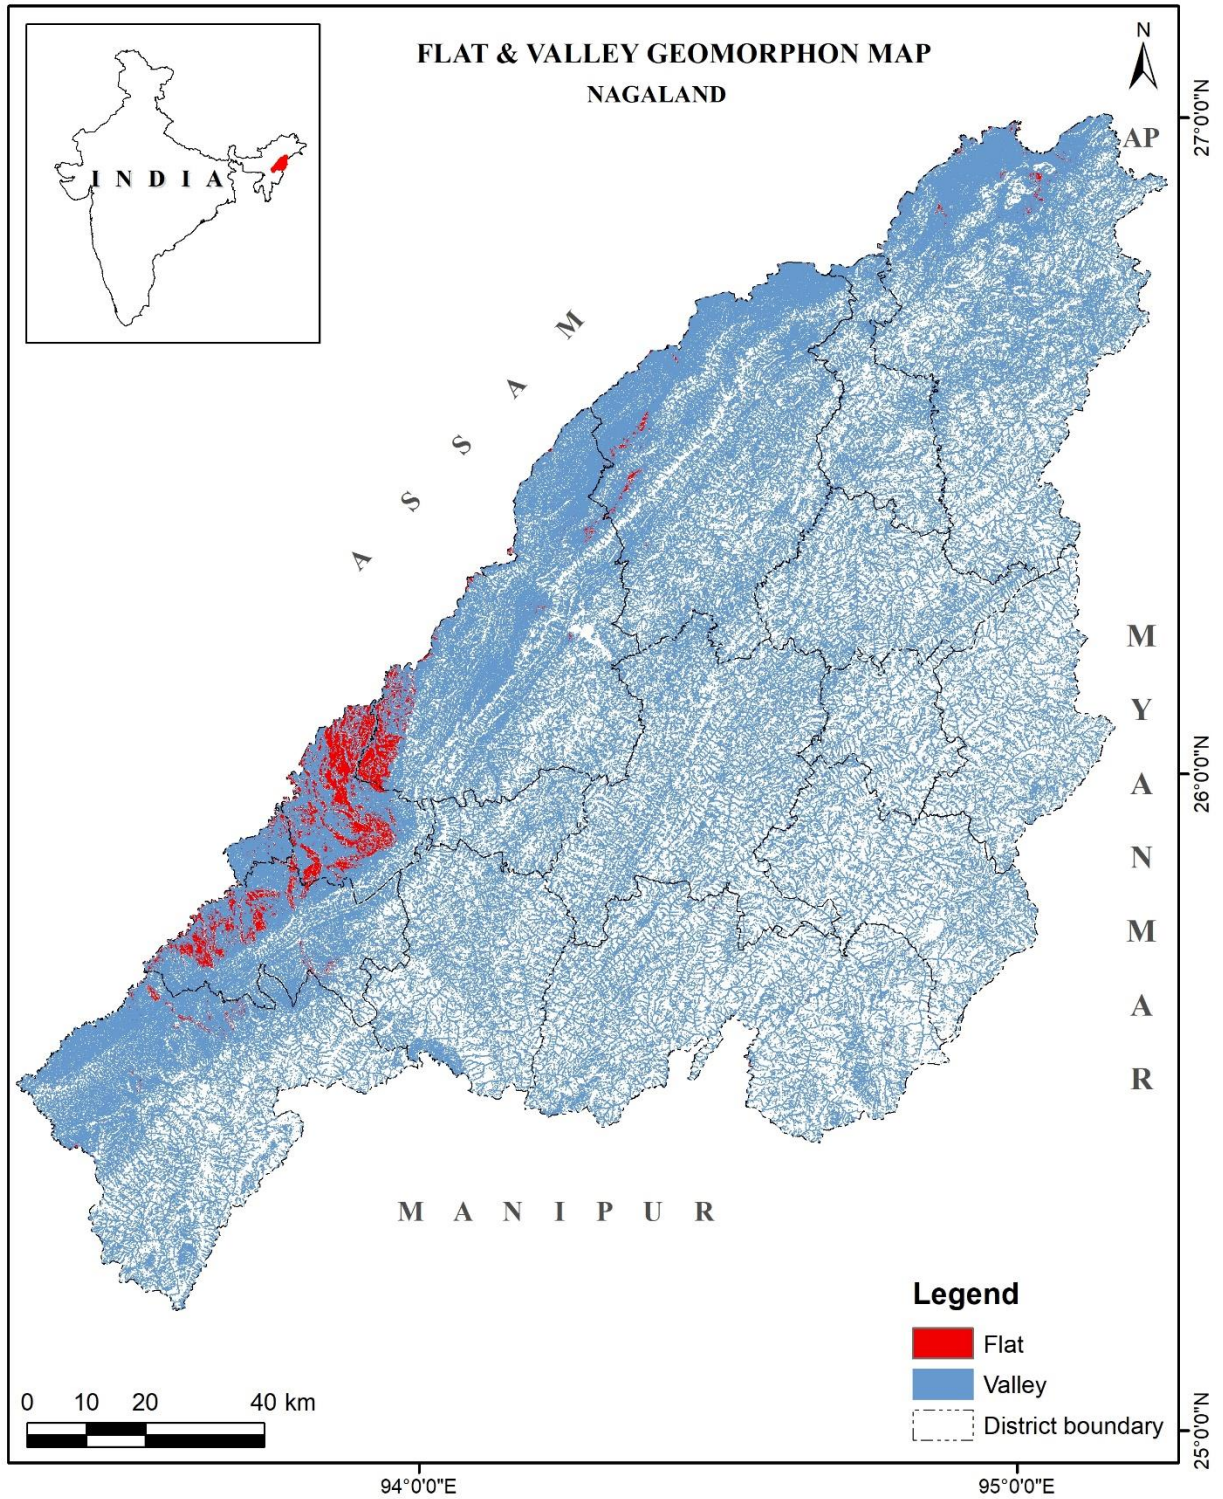 FLAT & VALLEY GEOMORPHON MAP
NAGALAND
N
I N D I A
AP
27°0'0"N
A S S A M
M Y A N M A R
26°0'0"N
M A N I P U R
Legend
Flat
Valley
District boundary
0 10 20 40 km
25°0'0"N
94°0'0"E 95°0'0"E